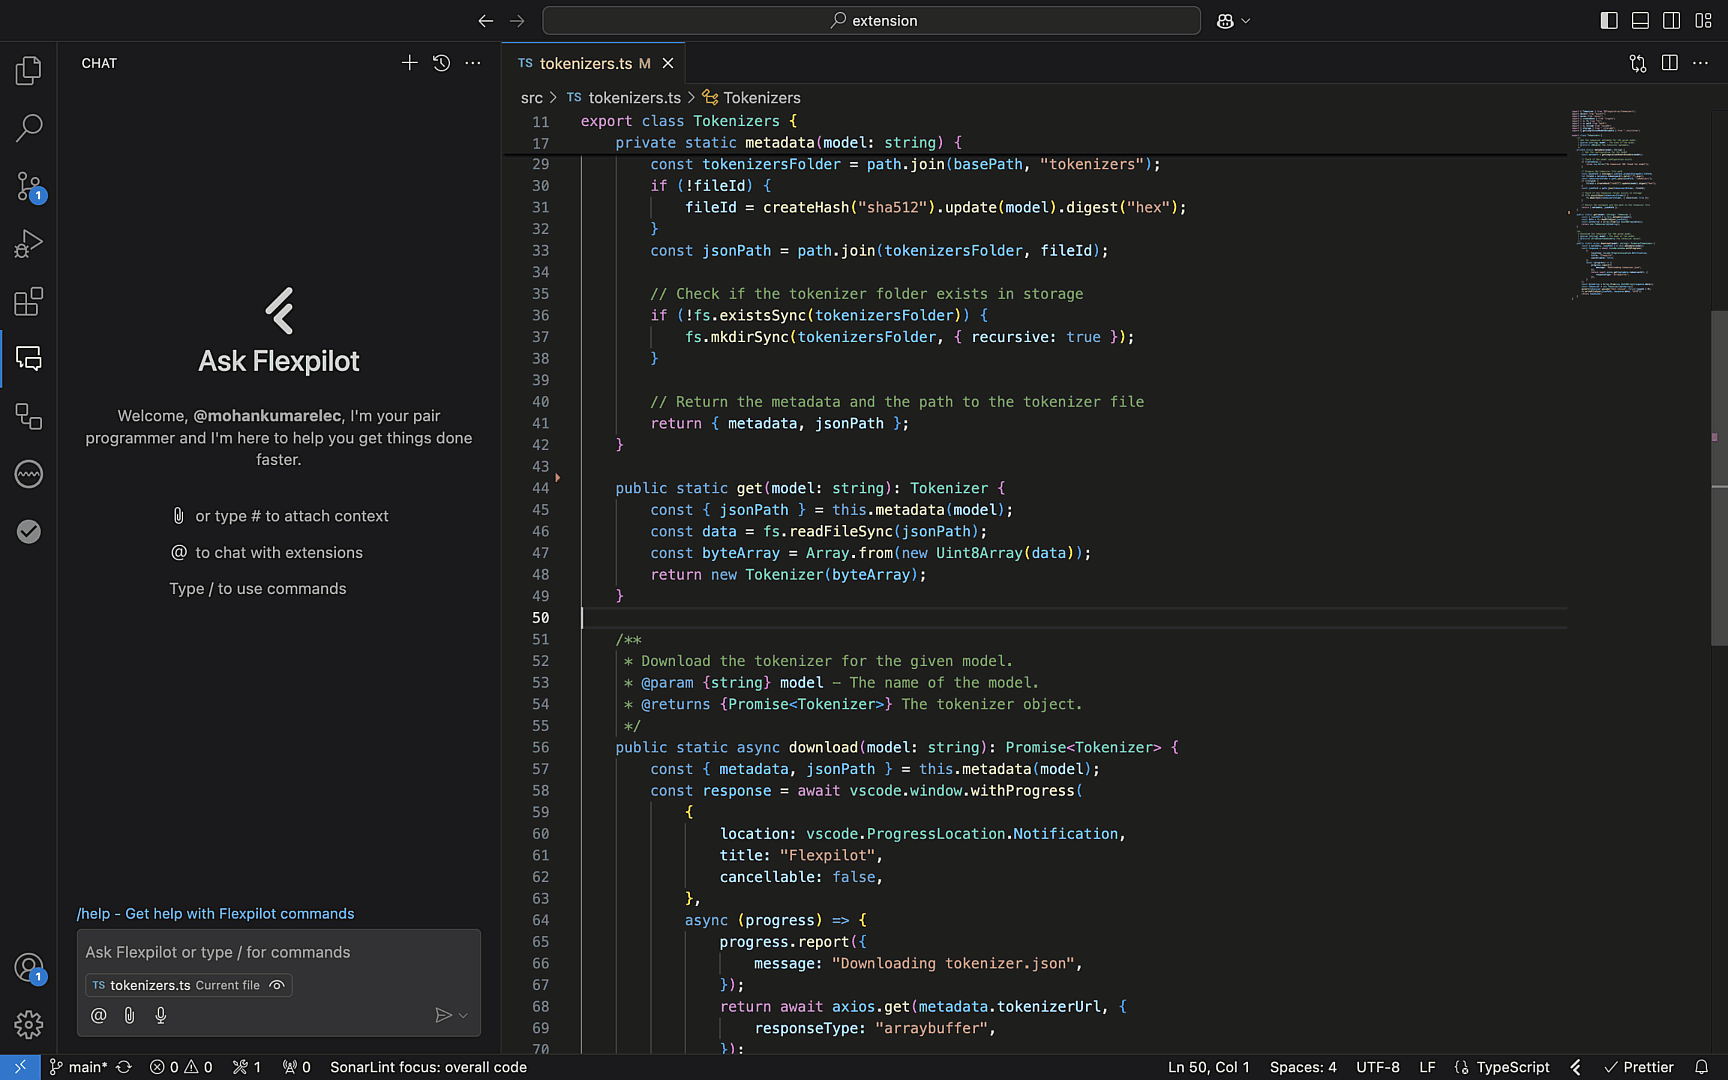 extension
CHAT
TS tokenizers.ts M
src > TS tokenizers.ts > Tokenizers
11 export class Tokenizers {
17 private static metadata(model: string) {
29 const tokenizersFolder = path.join(basePath, "tokenizers");
30 if (!fileId) {
31 fileId = createHash("sha512").update(model).digest("hex");
32 }
33 const jsonPath = path.join(tokenizersFolder, fileId);
34
35 // Check if the tokenizer folder exists in storage
36 if (!fs.existsSync(tokenizersFolder)) {
37 fs.mkdirSync(tokenizersFolder, { recursive: true });
38 }
39
40 // Return the metadata and the path to the tokenizer file
41 return { metadata, jsonPath };
42 }
43
44 public static get(model: string): Tokenizer {
45 const { jsonPath } = this.metadata(model);
46 const data = fs.readFileSync(jsonPath);
47 const byteArray = Array.from(new Uint8Array(data));
48 return new Tokenizer(byteArray);
49 }
50
51 /**
52 * Download the tokenizer for the given model.
53 * @param {string} model - The name of the model.
54 * @returns {Promise<Tokenizer>} The tokenizer object.
55 */
56 public static async download(model: string): Promise<Tokenizer> {
57 const { metadata, jsonPath } = this.metadata(model);
58 const response = await vscode.window.withProgress(
59 {
60 location: vscode.ProgressLocation.Notification,
61 title: "Flexpilot",
62 cancellable: false,
63 },
64 async (progress) => {
65 progress.report({
66 message: "Downloading tokenizer.json",
67 });
68 return await axios.get(metadata.tokenizerUrl, {
69 responseType: "arraybuffer",
70 });
1
Ask Flexpilot
Welcome, @mohankumarelec, I'm your pair
programmer and I'm here to help you get things done
faster.
or type # to attach context
@ to chat with extensions
Type / to use commands
/help - Get help with Flexpilot commands
Ask Flexpilot or type / for commands
TS tokenizers.ts Current file
@
1
main* 0 0 1 0 SonarLint focus: overall code Ln 50, Col 1 Spaces: 4 UTF-8 LF {} TypeScript Prettier